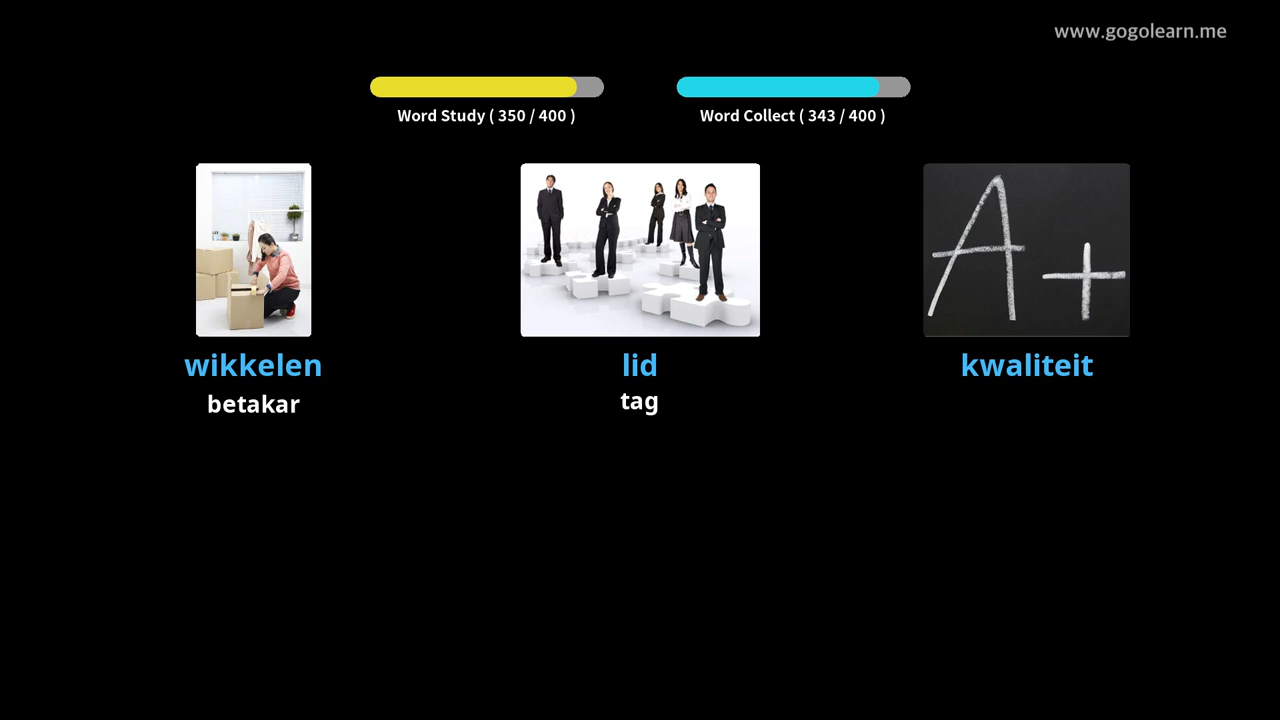 www.gogolearn.me
Word Study ( 350 / 400 )
Word Collect ( 343 / 400 )
A+
wikkelen
lid
kwaliteit
betakar
tag